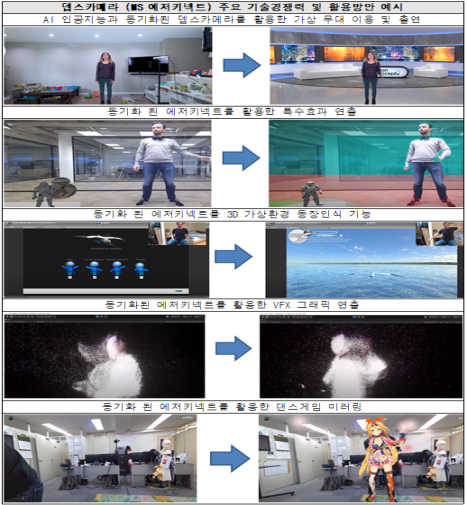 뎁스카메라 (MS 에저키넥트) 주요 기술경쟁력 및 활용방안 예시
AI 인공지능과 동기화된 뎁스카메라를 활용한 가상 무대 이용 및 출연
동기화 된 에저키넥트를 활용한 특수효과 연출
동기화 된 에저키넥트를 3D 가상환경 동장인식 기능
동기화된 에저키넥트를 활용한 VFX 그래픽 연출
동기화 된 에저키넥트를 활용한 댄스게임 미러링